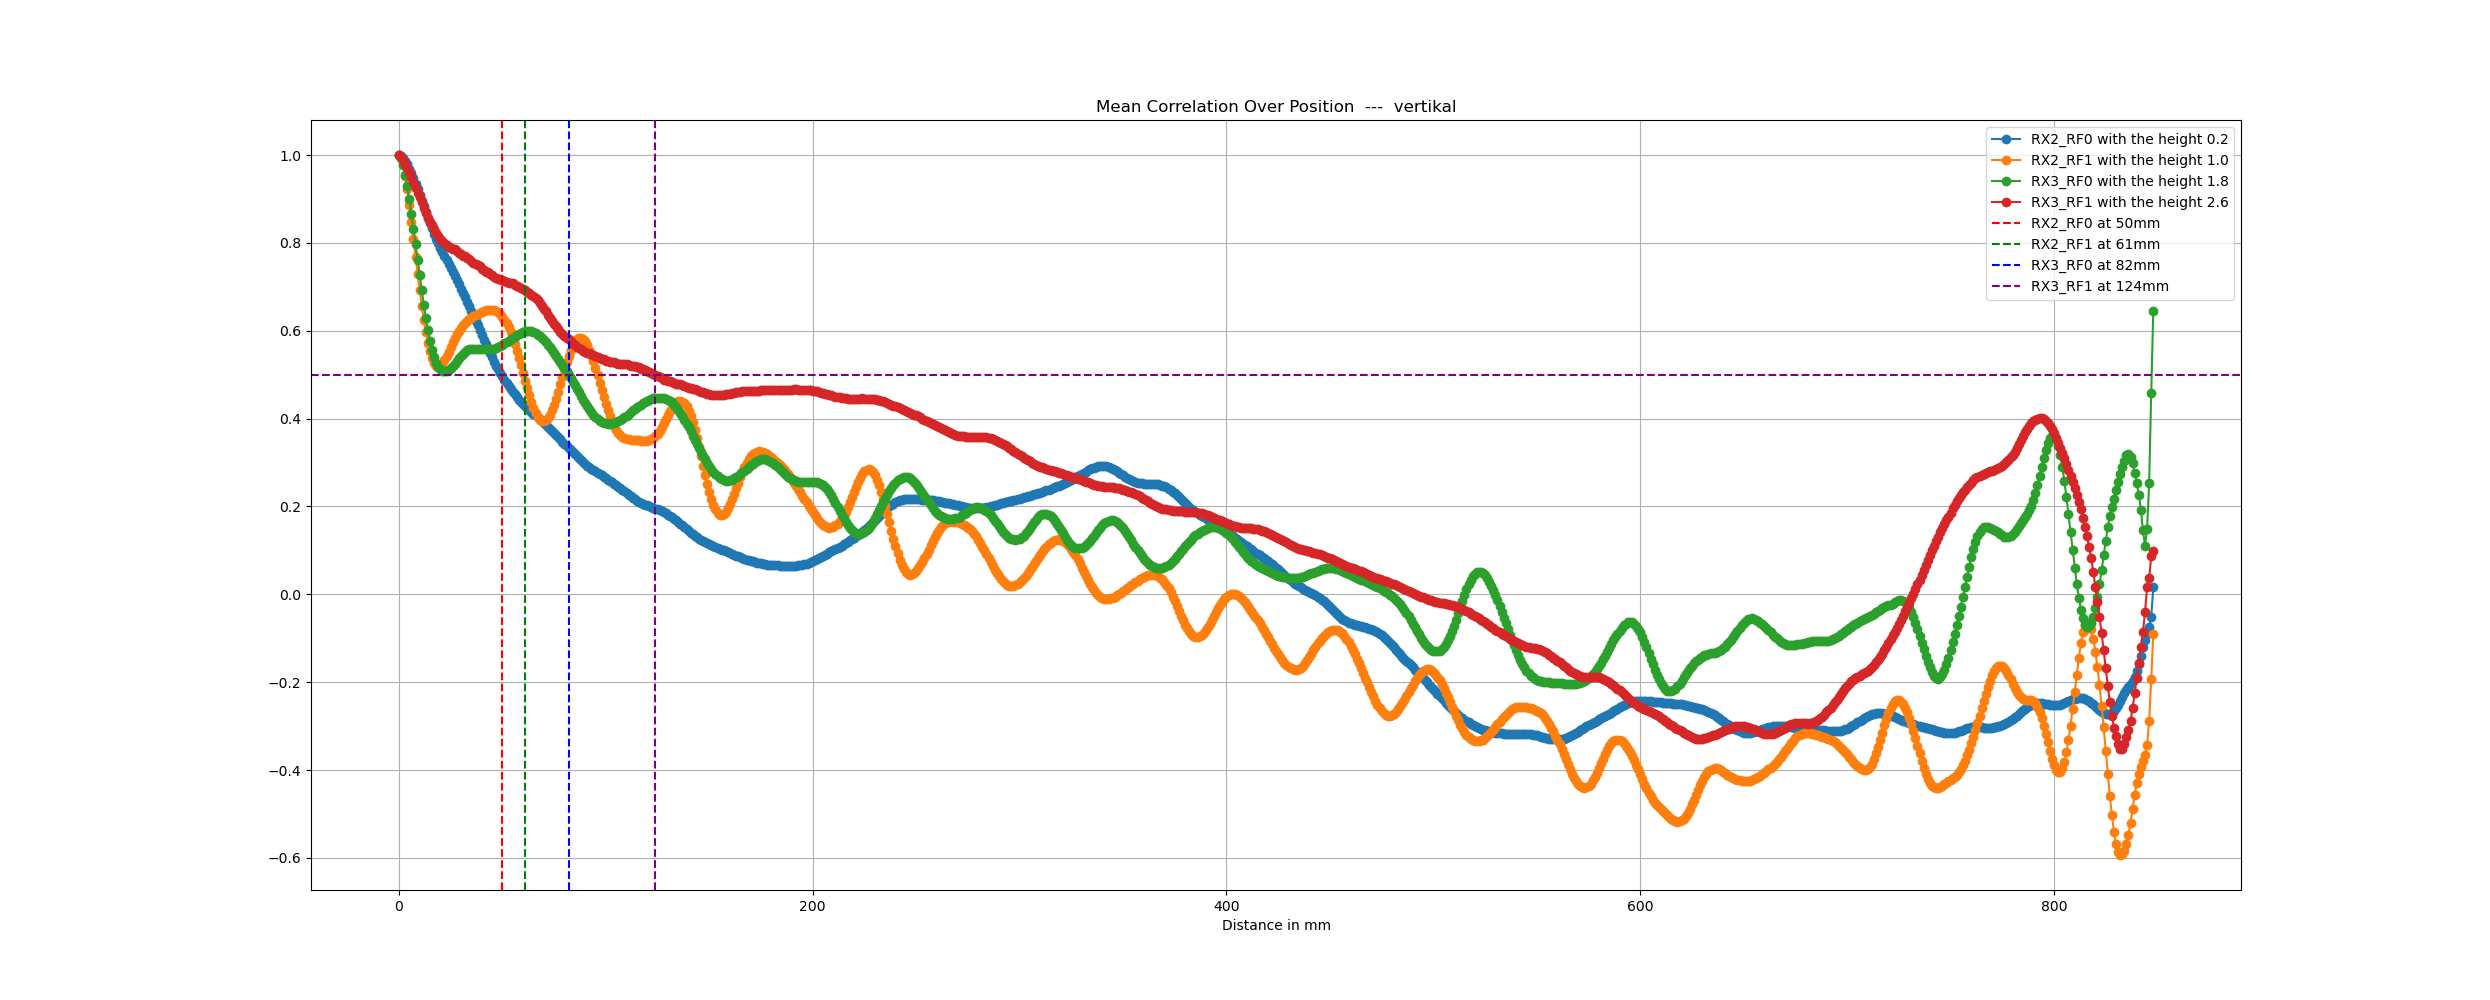 Mean Correlation Over Position  ---  vertikal
RX2_RF0 with the height 0.2
RX2_RF1 with the height 1.0
RX3_RF0 with the height 1.8
RX3_RF1 with the height 2.6
RX2_RF0 at 50mm
RX2_RF1 at 61mm
RX3_RF0 at 82mm
RX3_RF1 at 124mm
1.0
0.8
0.6
0.4
0.2
0.0
−0.2
−0.4
−0.6
0 200 400 600 800
Distance in mm